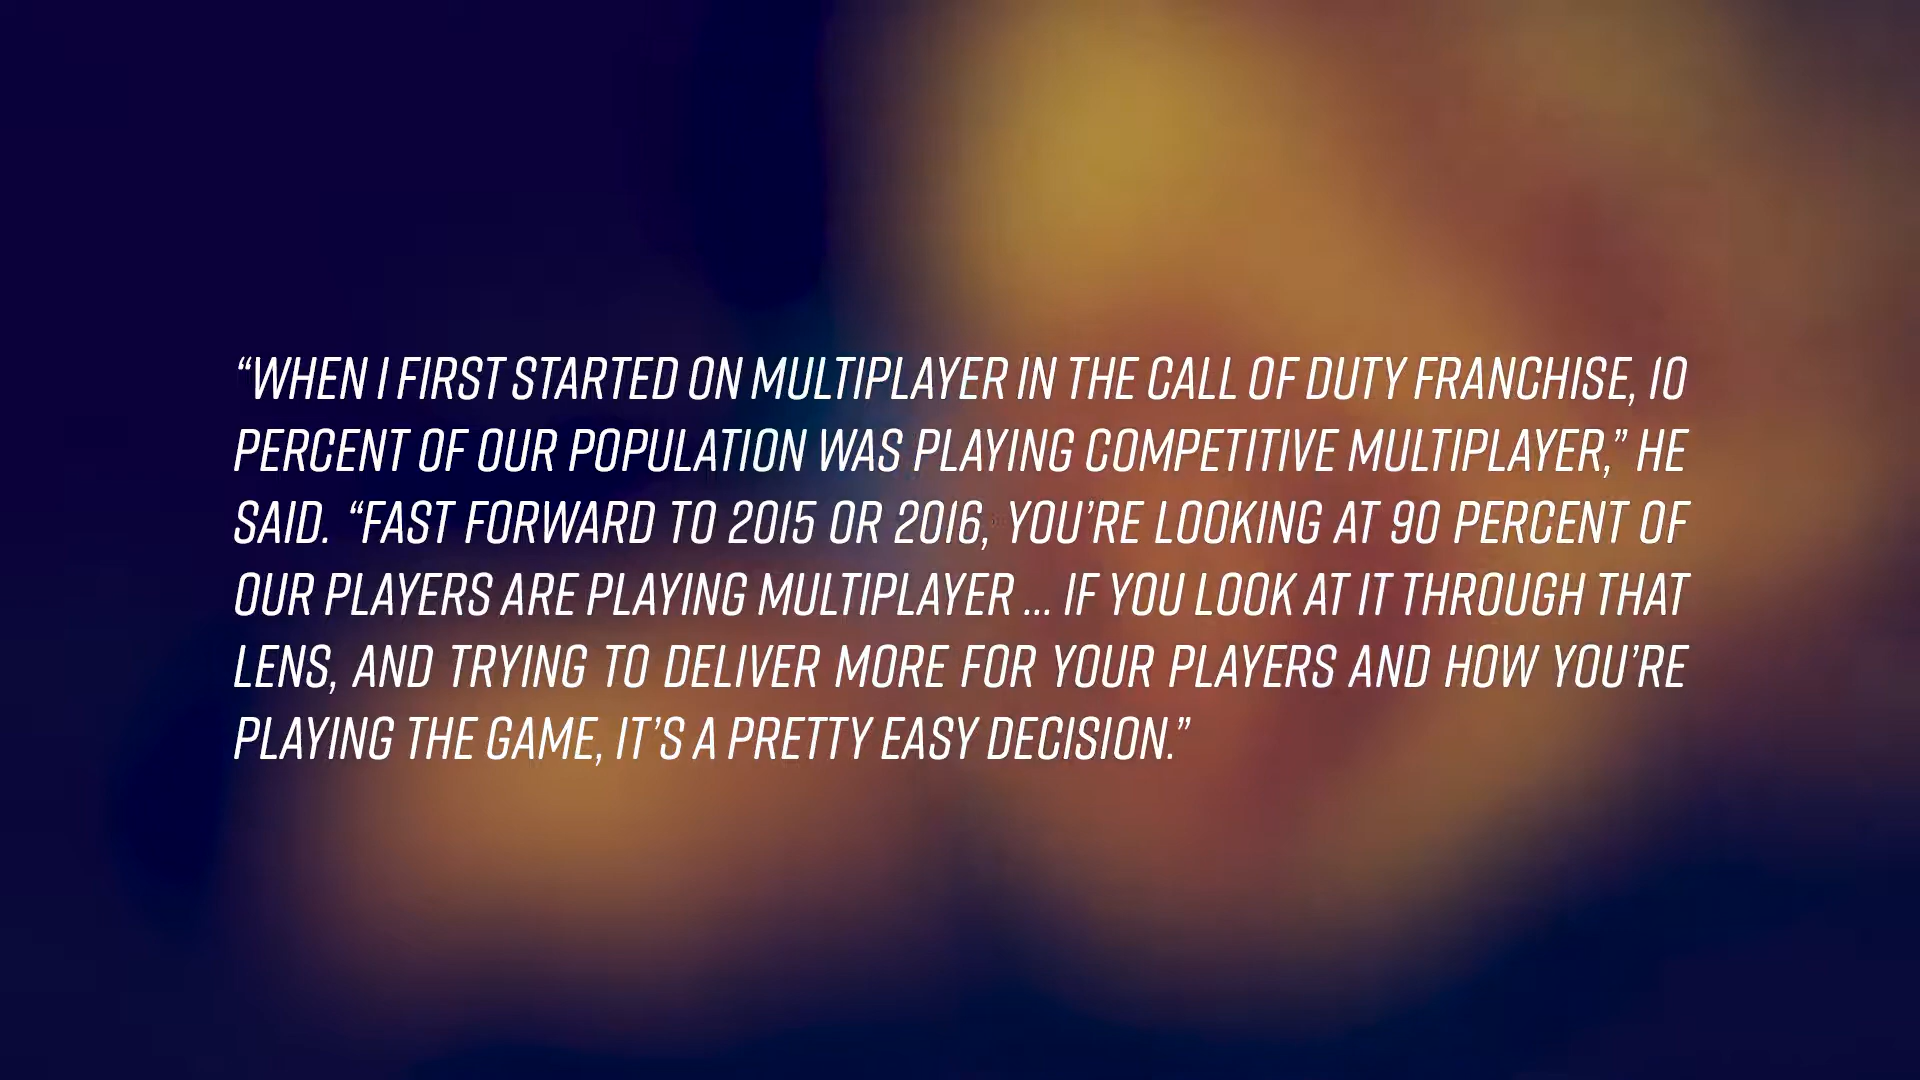 “WHEN I FIRST STARTED ON MULTIPLAYER IN THE CALL OF DUTY FRANCHISE, 10
PERCENT OF OUR POPULATION WAS PLAYING COMPETITIVE MULTIPLAYER,” HE
SAID. “FAST FORWARD TO 2015 OR 2016, YOU’RE LOOKING AT 90 PERCENT OF
OUR PLAYERS ARE PLAYING MULTIPLAYER ... IF YOU LOOK AT IT THROUGH THAT
LENS, AND TRYING TO DELIVER MORE FOR YOUR PLAYERS AND HOW YOU’RE
PLAYING THE GAME, IT’S A PRETTY EASY DECISION.”